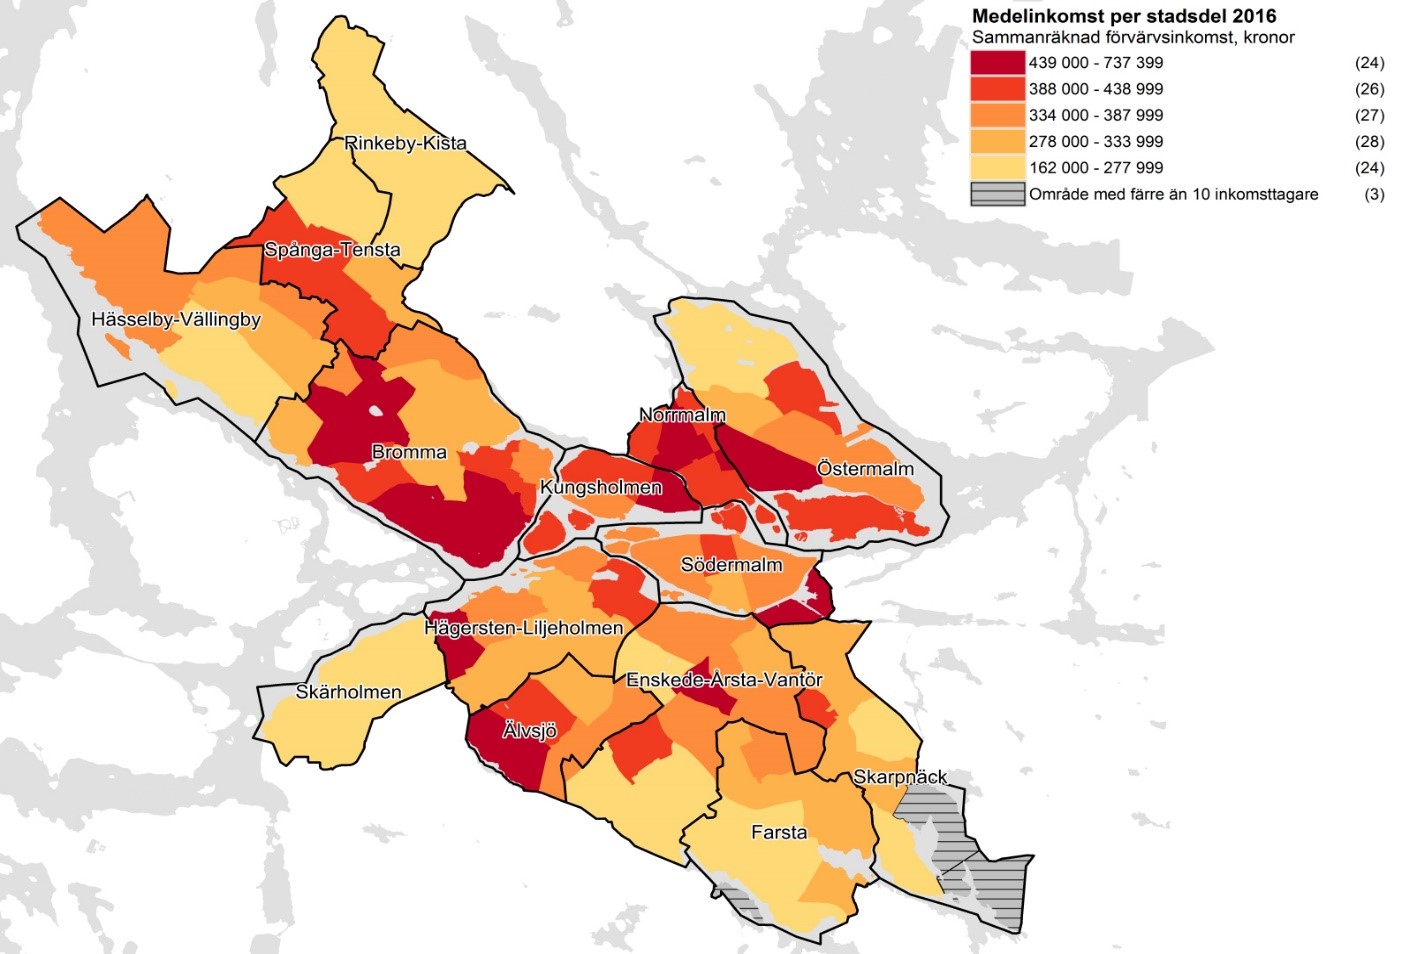 Medelinkomst per stadsdel 2016
Sammanräknad förvärvsinkomst, kronor
439 000 - 737 399 (24)
388 000 - 438 999 (26)
334 000 - 387 999 (27)
278 000 - 333 999 (28)
162 000 - 277 999 (24)
Område med färre än 10 inkomsttagare (3)
Rinkeby-Kista
Spånga-Tensta
Hässelby-Vällingby
Norrmalm
Bromma
Östermalm
Kungsholmen
Södermalm
Hägersten-Liljeholmen
Enskede-Årsta-Vantör
Skärholmen
Älvsjö
Skarpnäck
Farsta